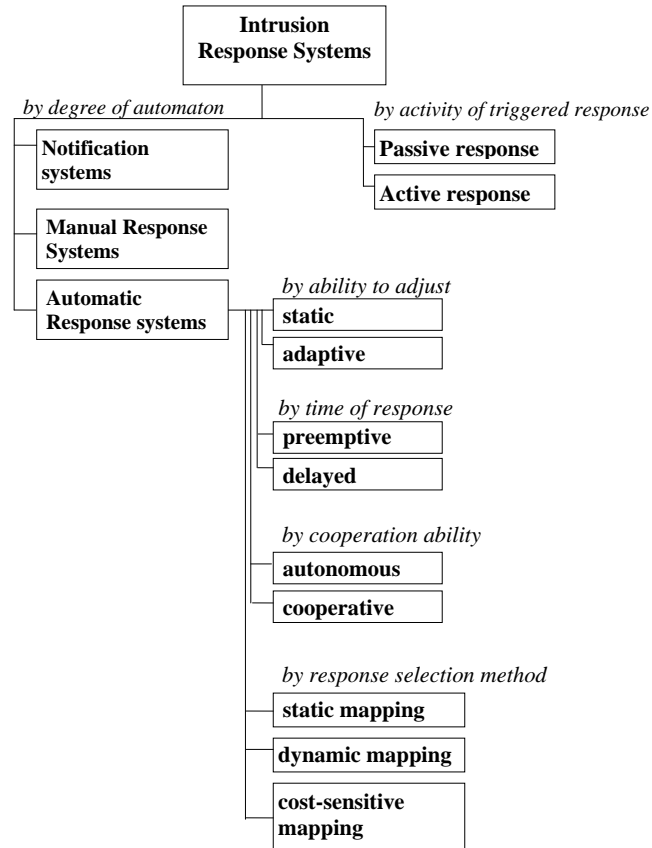 Intrusion
Response Systems
by degree of automaton
by activity of triggered response
Notification
systems
Passive response
Active response
Manual Response
Systems
Automatic
Response systems
by ability to adjust
static
adaptive
by time of response
preemptive
delayed
by cooperation ability
autonomous
cooperative
by response selection method
static mapping
dynamic mapping
cost-sensitive
mapping